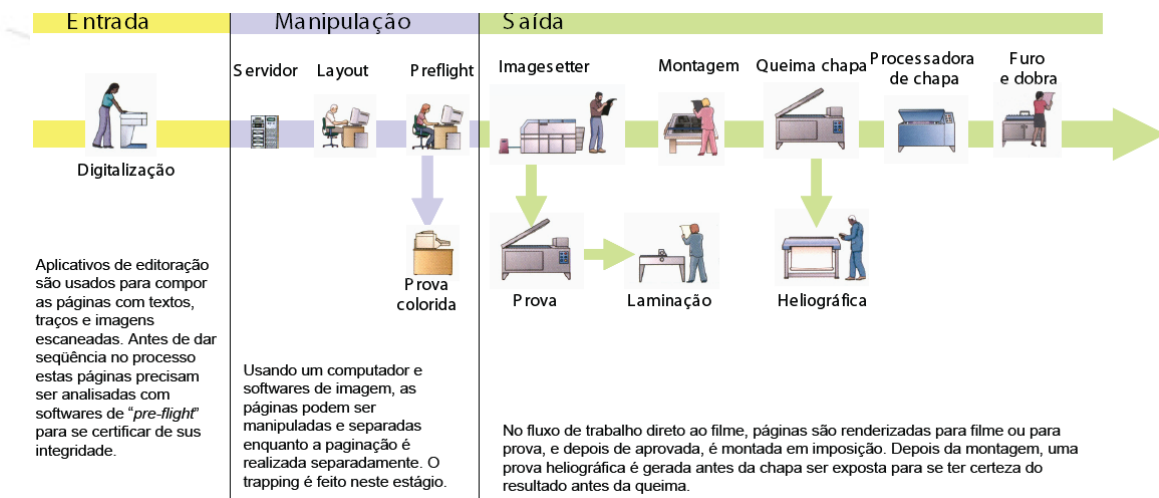 Entrada
Manipulação
Saída
Servidor
Layout
Preflight
Imagesetter
Montagem
Queima chapa
Processadora
de chapa
Furo
e dobra
Digitalização
Prova
colorida
Prova
Laminação
Heliográfica
Aplicativos de editoração
são usados para compor
as páginas com textos,
traços e imagens
escaneadas. Antes de dar
seqüência no processo
estas páginas precisam
ser analisadas com
softwares de “pre-flight”
para se certificar de sus
integridade.
Usando um computador e
softwares de imagem, as
páginas podem ser
manipuladas e separadas
enquanto a paginação é
realizada separadamente. O
trapping é feito neste estágio.
No fluxo de trabalho direto ao filme, páginas são renderizadas para filme ou para
prova, e depois de aprovada, é montada em imposição. Depois da montagem, uma
prova heliográfica é gerada antes da chapa ser exposta para se ter certeza do
resultado antes da queima.